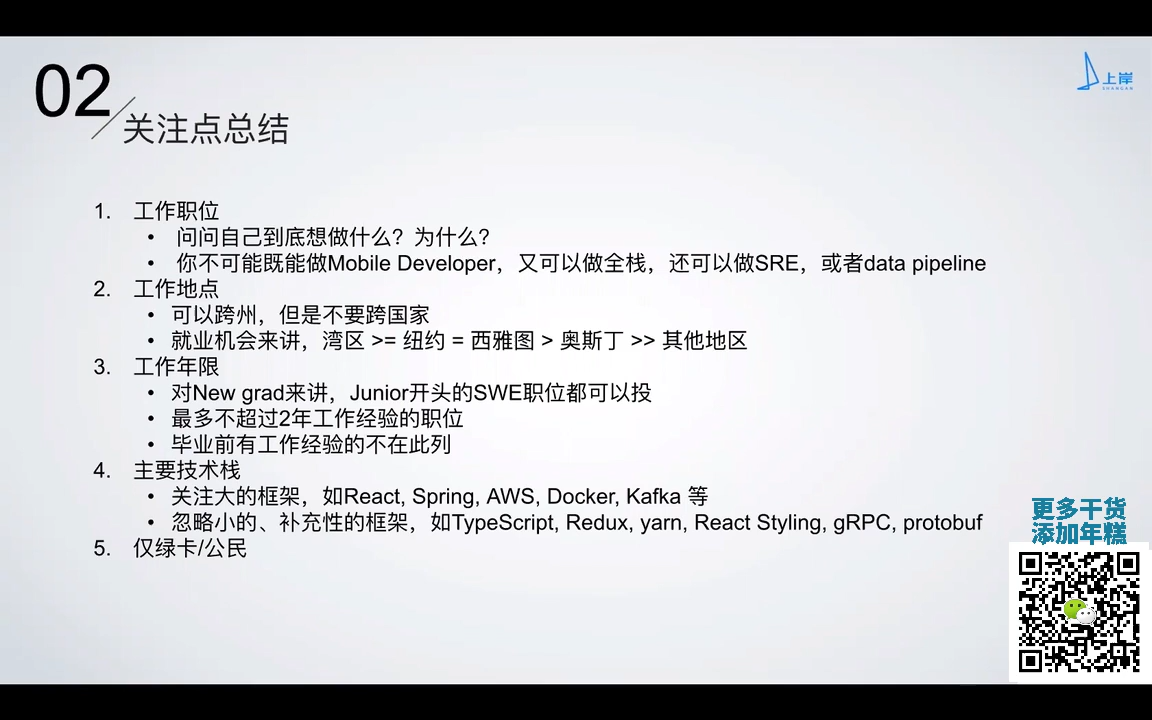 02
关注点总结
上岸
SHANGAN
1. 工作职位
• 问问自己到底想做什么？为什么？
• 你不可能既能做Mobile Developer，又可以做全栈，还可以做SRE，或者data pipeline
2. 工作地点
• 可以跨州，但是不要跨国家
• 就业机会来讲，湾区 >= 纽约 = 西雅图 > 奥斯丁 >> 其他地区
3. 工作年限
• 对New grad来讲，Junior开头的SWE职位都可以投
• 最多不超过2年工作经验的职位
• 毕业前有工作经验的不在此列
4. 主要技术栈
• 关注大的框架，如React, Spring, AWS, Docker, Kafka 等
• 忽略小的、补充性的框架，如TypeScript, Redux, yarn, React Styling, gRPC, protobuf
5. 仅绿卡/公民
更多干货
添加年糕